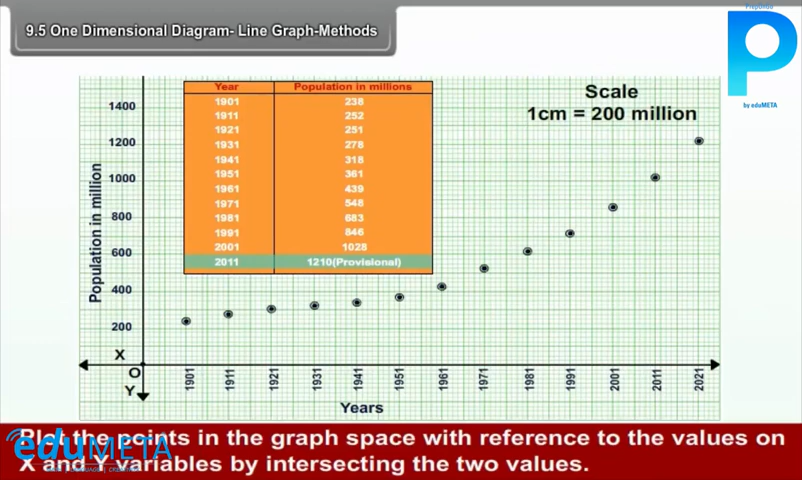 9.5 One Dimensional Diagram- Line Graph-Methods
Prepondo
P
by eduMETA
Scale
1cm = 200 million
Year Population in millions
1901 238
1911 252
1921 251
1931 278
1941 318
1951 361
1961 439
1971 548
1981 683
1991 846
2001 1028
2011 1210(Provisional)
Population in million
1400
1200
1000
800
600
400
200
X
O
Y
1901 1911 1921 1931 1941 1951 1961 1971 1981 1991 2001 2011 2021
Years
Plot the points in the graph space with reference to the values on
X and Y variables by intersecting the two values.
eduMETA